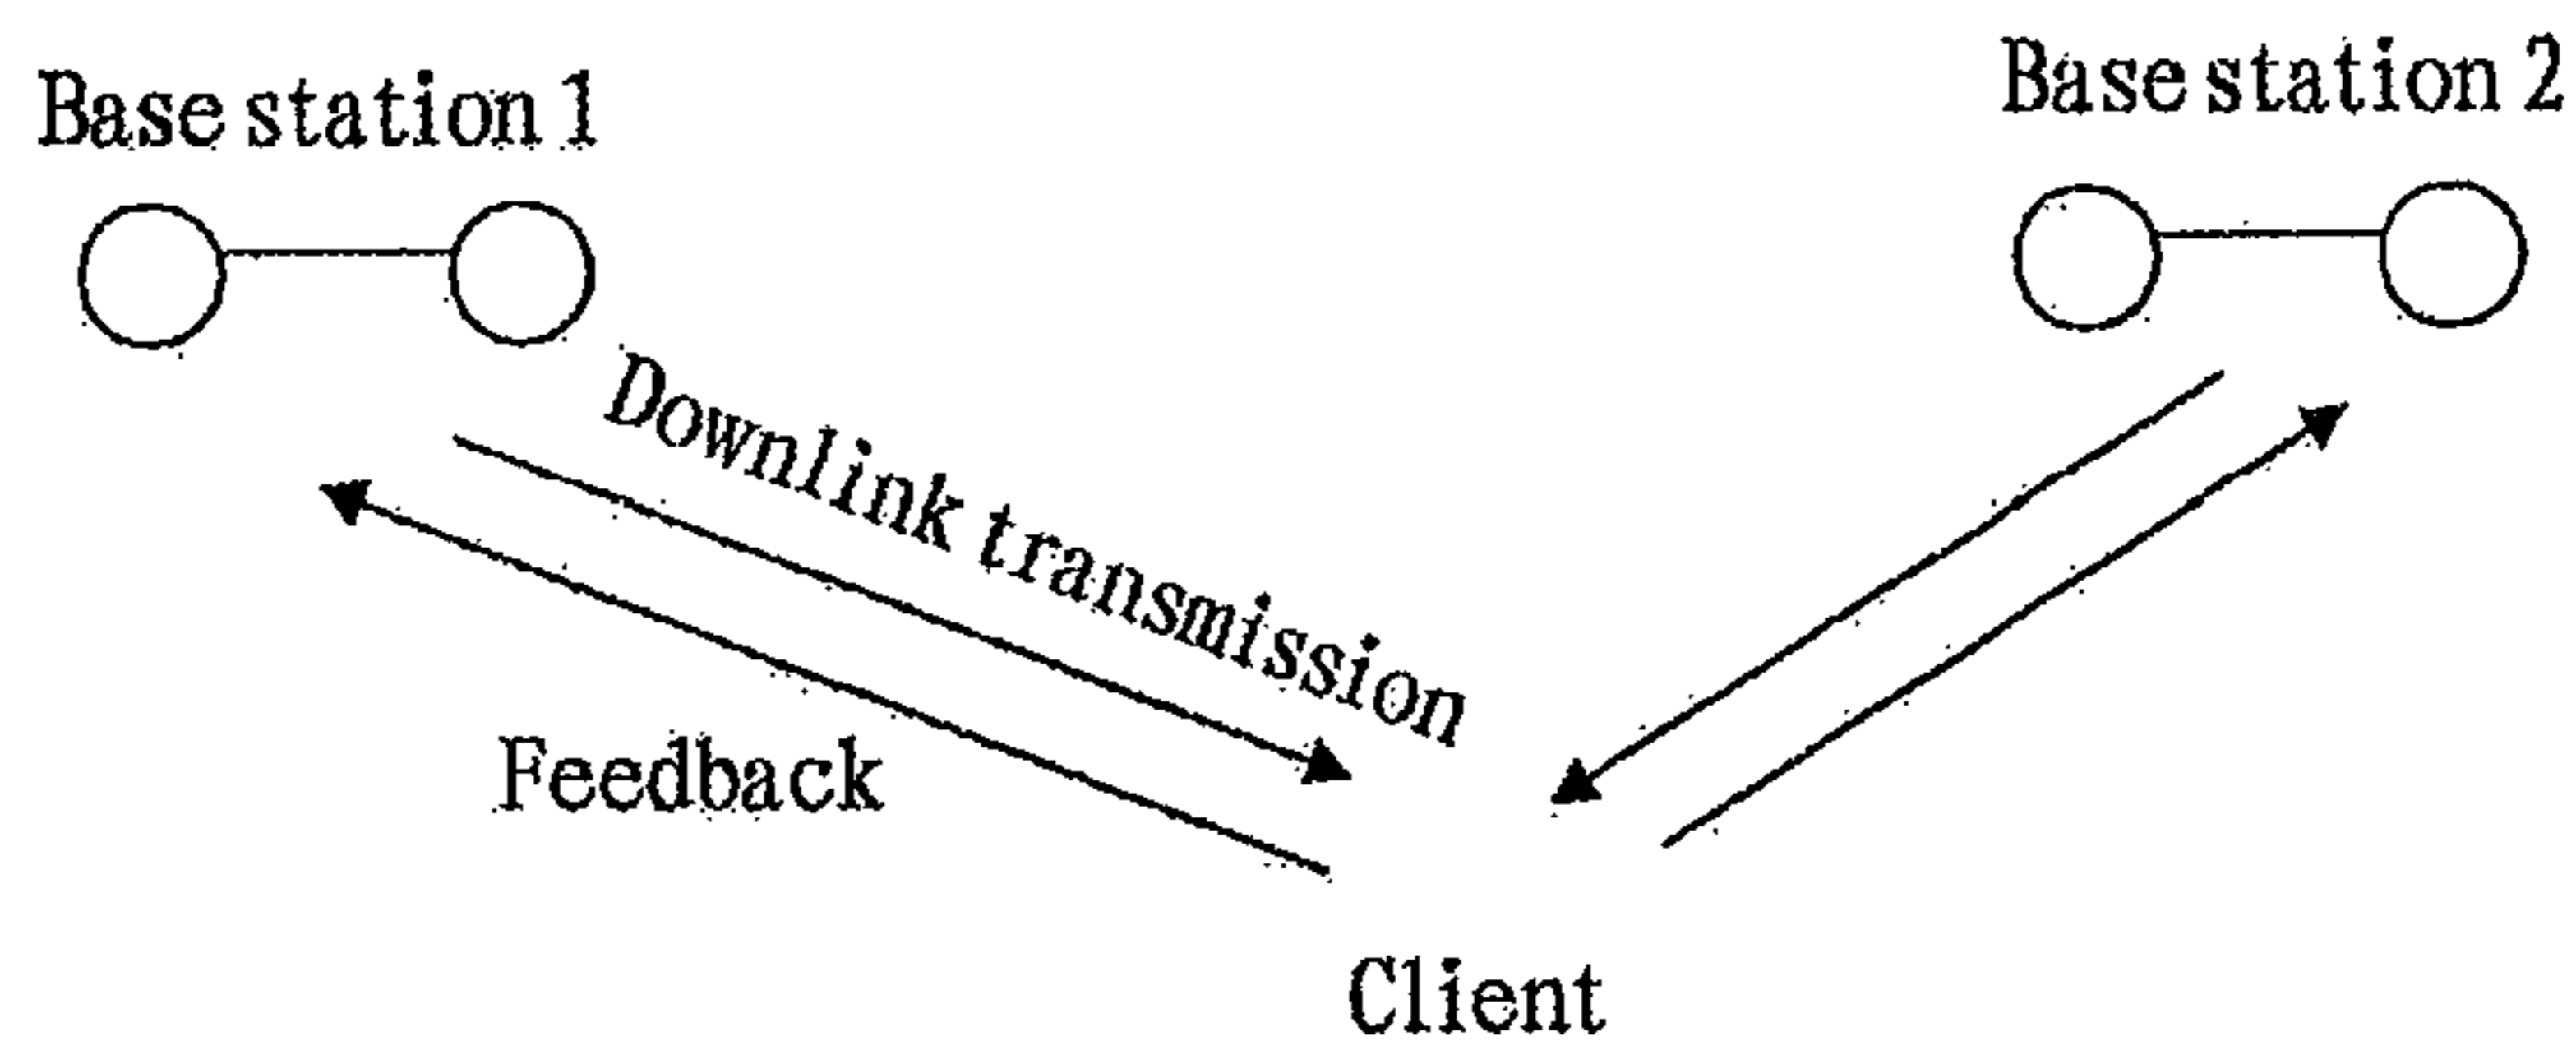 Base station 1
Base station 2
Downlink transmission
Feedback
Client